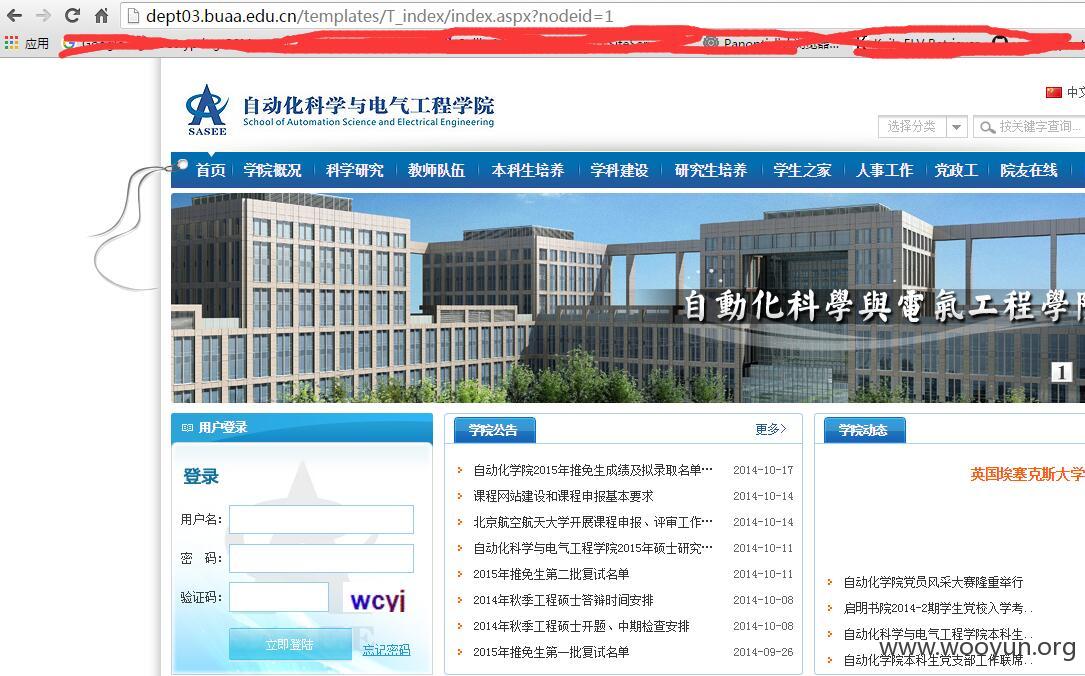 dept03.buaa.edu.cn/templates/T_index/index.aspx?nodeid=1
应用
自动化科学与电气工程学院
School of Automation Science and Electrical Engineering
SASEE
中文
选择分类 按关键字查询...
首页 学院概况 科学研究 教师队伍 本科生培养 学科建设 研究生培养 学生之家 人事工作 党政工 院友在线
自動化科學與電氣工程學院
1
用户登录
登录
用户名:
密 码:
验证码:
wcyj
立即登陆 忘记密码
学院公告 更多>
自动化学院2015年推免生成绩及拟录取名单… 2014-10-17
课程网站建设和课程申报基本要求 2014-10-14
北京航空航天大学开展课程申报、评审工作… 2014-10-11
自动化科学与电气工程学院2015年硕士研究… 2014-10-11
2015年推免生第二批复试名单 2014-10-11
2014年秋季工程硕士答辩时间安排 2014-10-08
2014年秋季工程硕士开题、中期检查安排 2014-10-08
2015年推免生第一批复试名单 2014-09-26
学院动态
英国埃塞克斯大学
自动化学院党员风采大赛隆重举行
启明书院2014-2期学生党校入学考..
自动化科学与电气工程学院本科生..
自动化学院本科生党支部工作联席..
www.wooyun.org